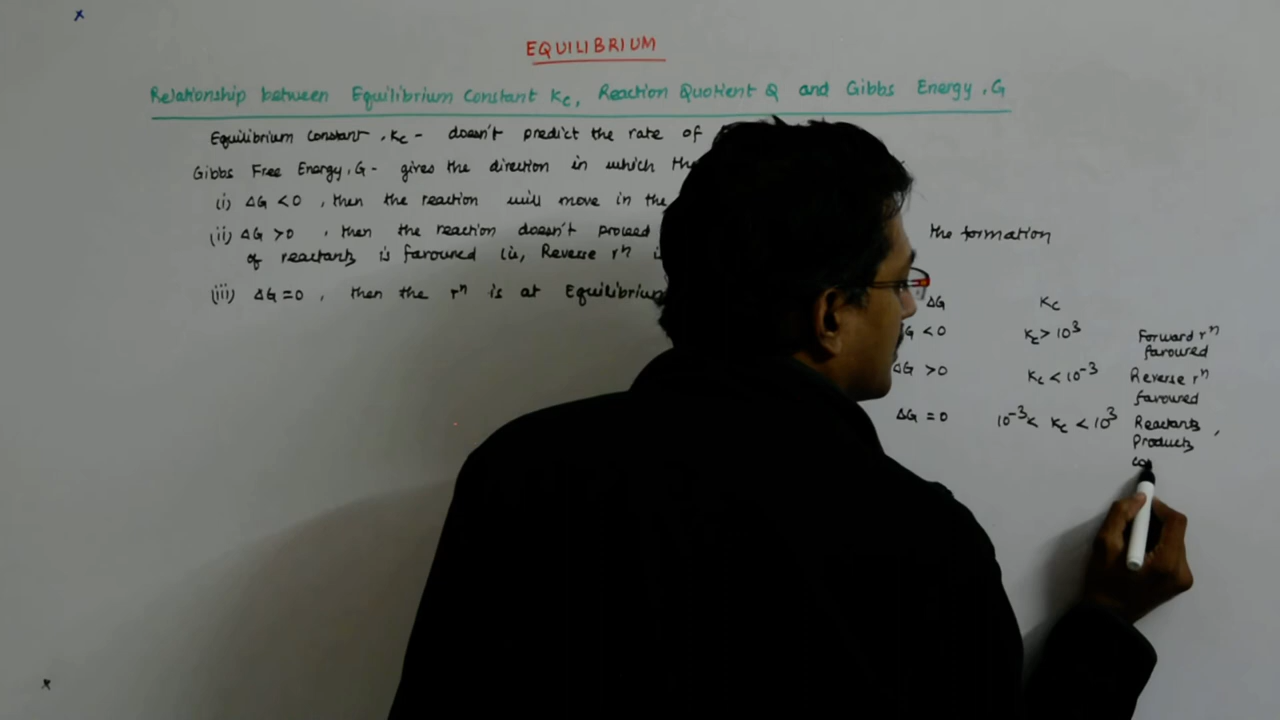 EQUILIBRIUM
Relationship between Equilibrium Constant Kc, Reaction Quotient Q and Gibbs Energy, G
Equilibrium constant, Kc - doesn't predict the rate of
Gibbs Free Energy, G - gives the direction in which the
(i) ΔG < 0, then the reaction will move in the
(ii) ΔG > 0, then the reaction doesn't proceed the formation
of reactants is favoured (ie, Reverse rⁿ
(iii) ΔG = 0, then the rⁿ is at Equilibrium
ΔG Kc
G < 0 Kc > 10³ Forward rⁿ favoured
ΔG > 0 Kc < 10⁻³ Reverse rⁿ favoured
ΔG = 0 10⁻³ < Kc < 10³ Reactants, Products